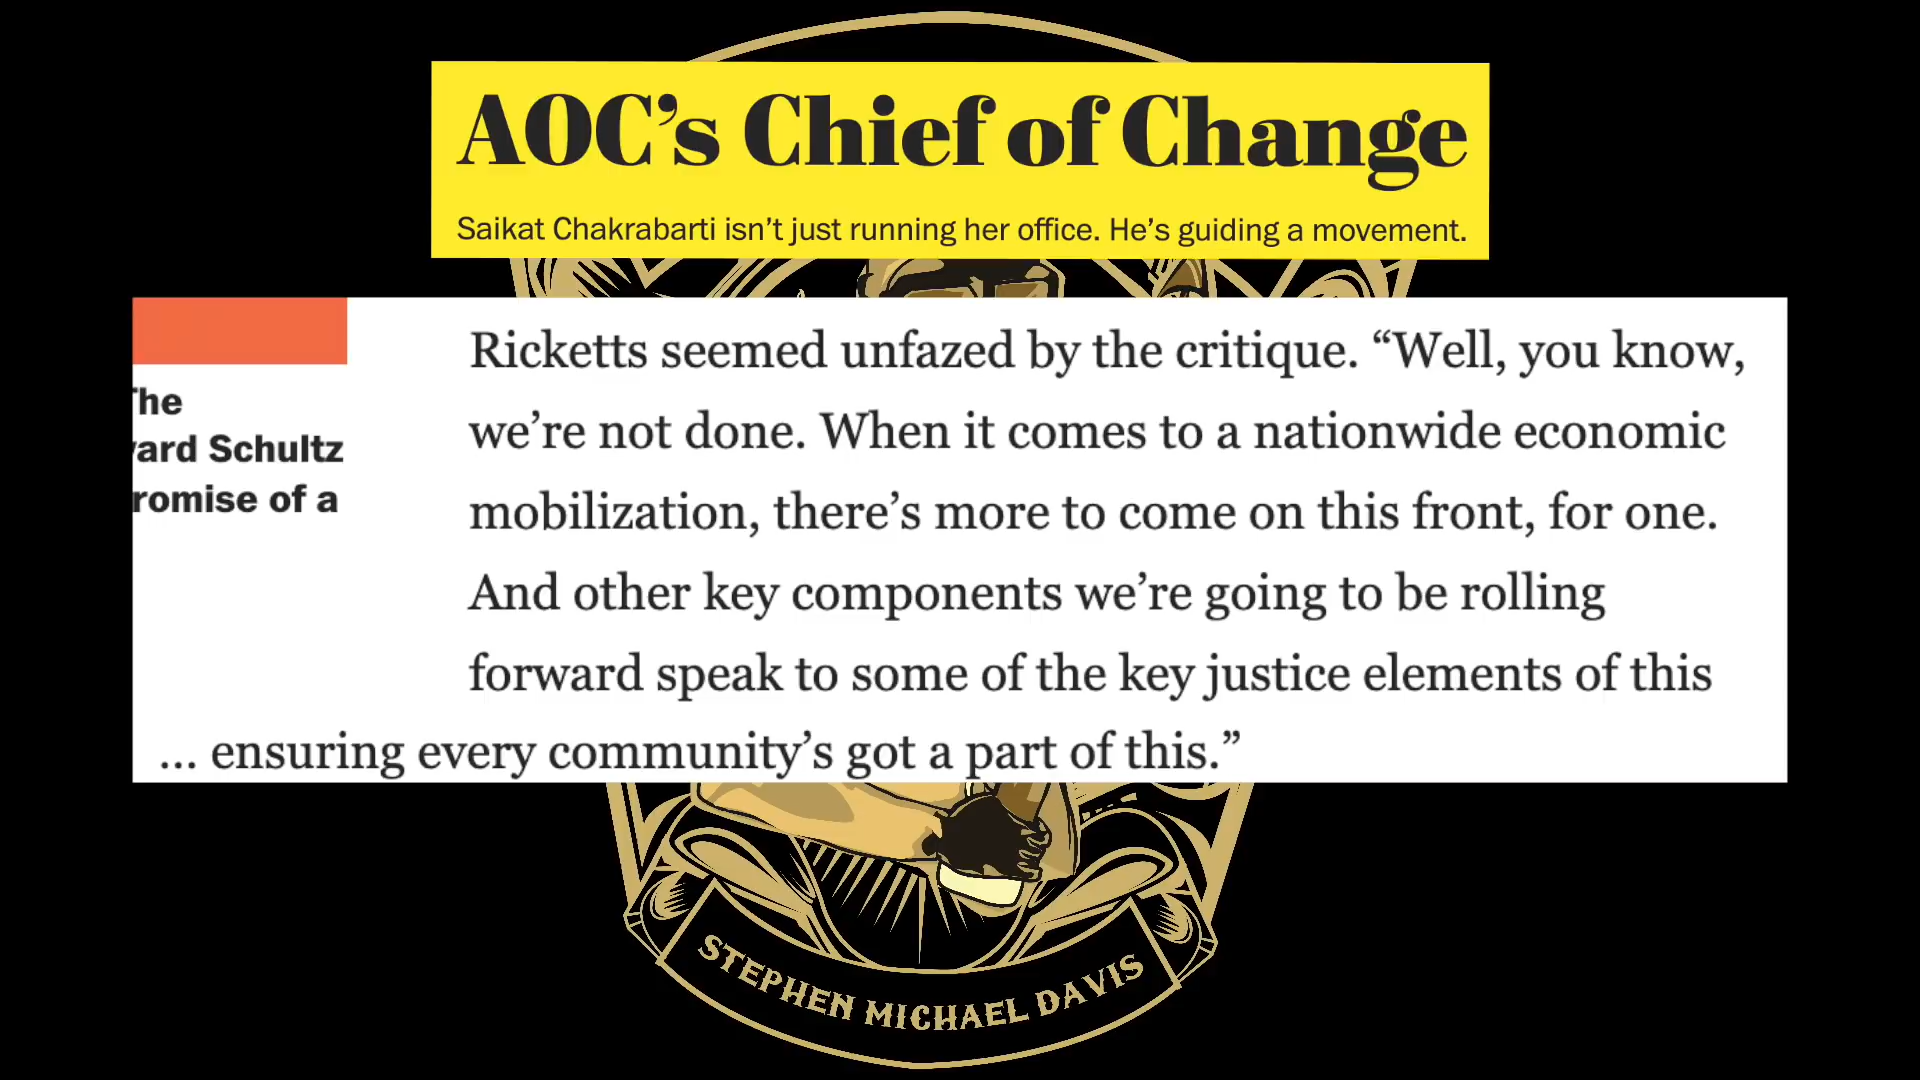 AOC’s Chief of Change
Saikat Chakrabarti isn’t just running her office. He’s guiding a movement.
Ricketts seemed unfazed by the critique. “Well, you know,
we’re not done. When it comes to a nationwide economic
mobilization, there’s more to come on this front, for one.
And other key components we’re going to be rolling
forward speak to some of the key justice elements of this
... ensuring every community’s got a part of this.”
The
ward Schultz
romise of a
STEPHEN MICHAEL DAVIS